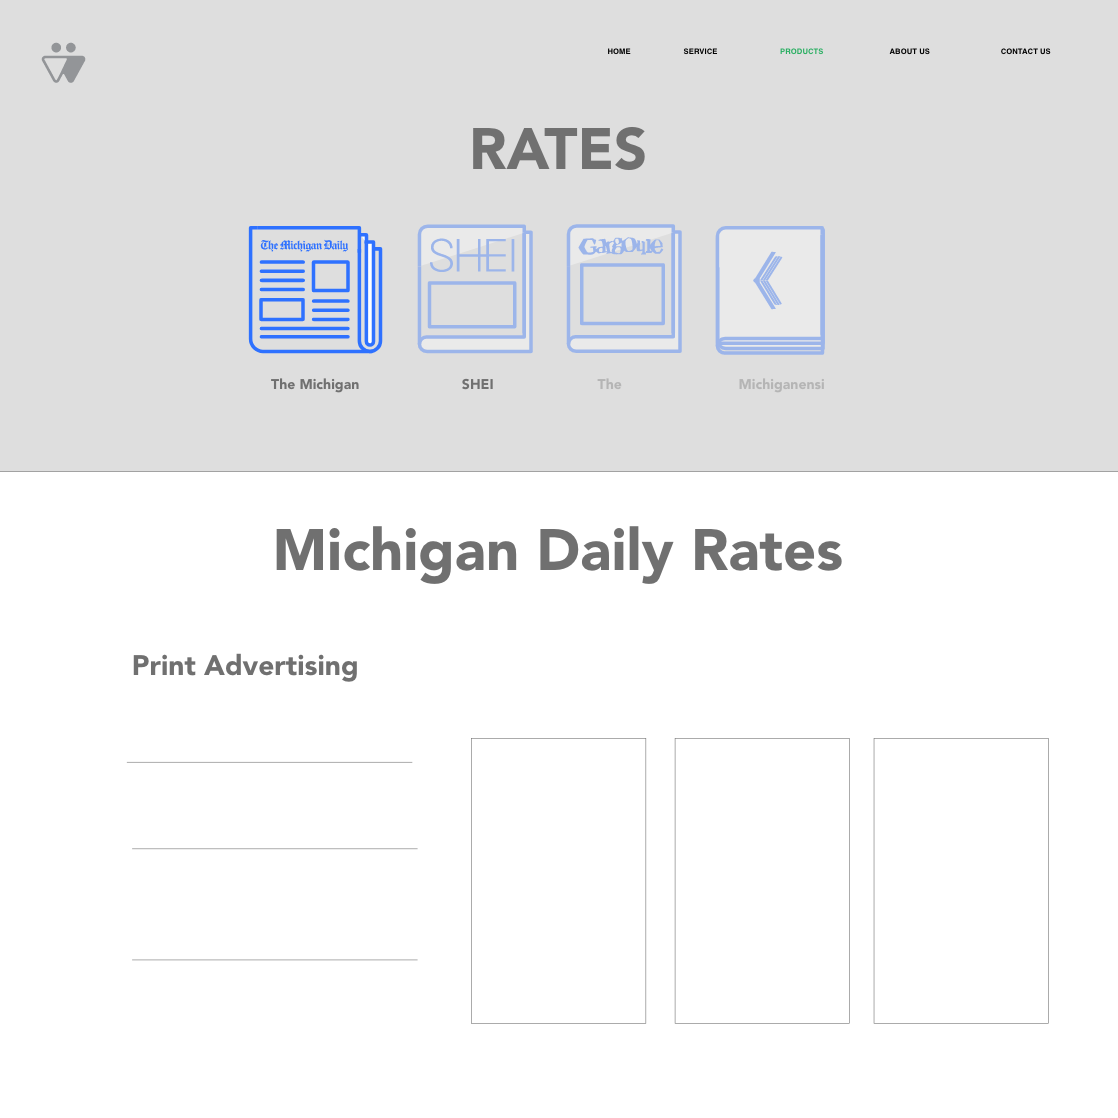 HOME SERVICE PRODUCTS ABOUT US CONTACT US
RATES
The Michigan Daily SHEI Gargoyle
The Michigan SHEI The Michiganensi
Michigan Daily Rates
Print Advertising